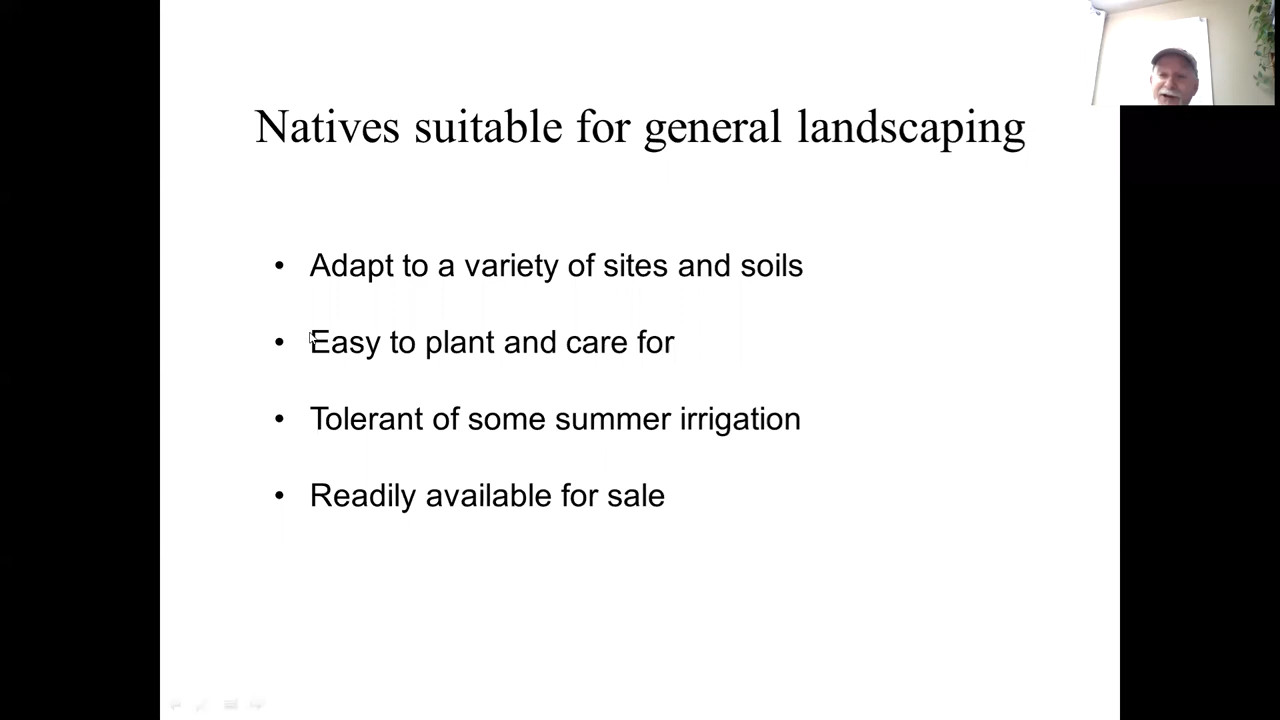 Natives suitable for general landscaping
• Adapt to a variety of sites and soils
• Easy to plant and care for
• Tolerant of some summer irrigation
• Readily available for sale